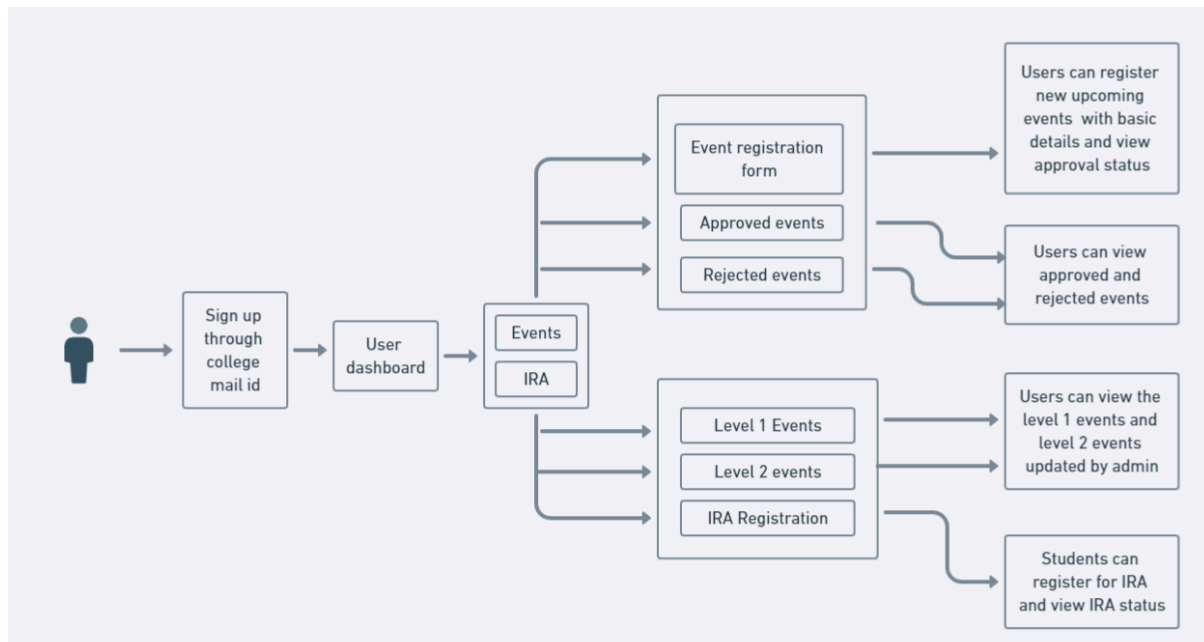 Sign up
through
college
mail id
User
dashboard
Events
IRA
Event registration
form
Approved events
Rejected events
Level 1 Events
Level 2 events
IRA Registration
Users can register
new upcoming
events with basic
details and view
approval status
Users can view
approved and
rejected events
Users can view the
level 1 events and
level 2 events
updated by admin
Students can
register for IRA
and view IRA status